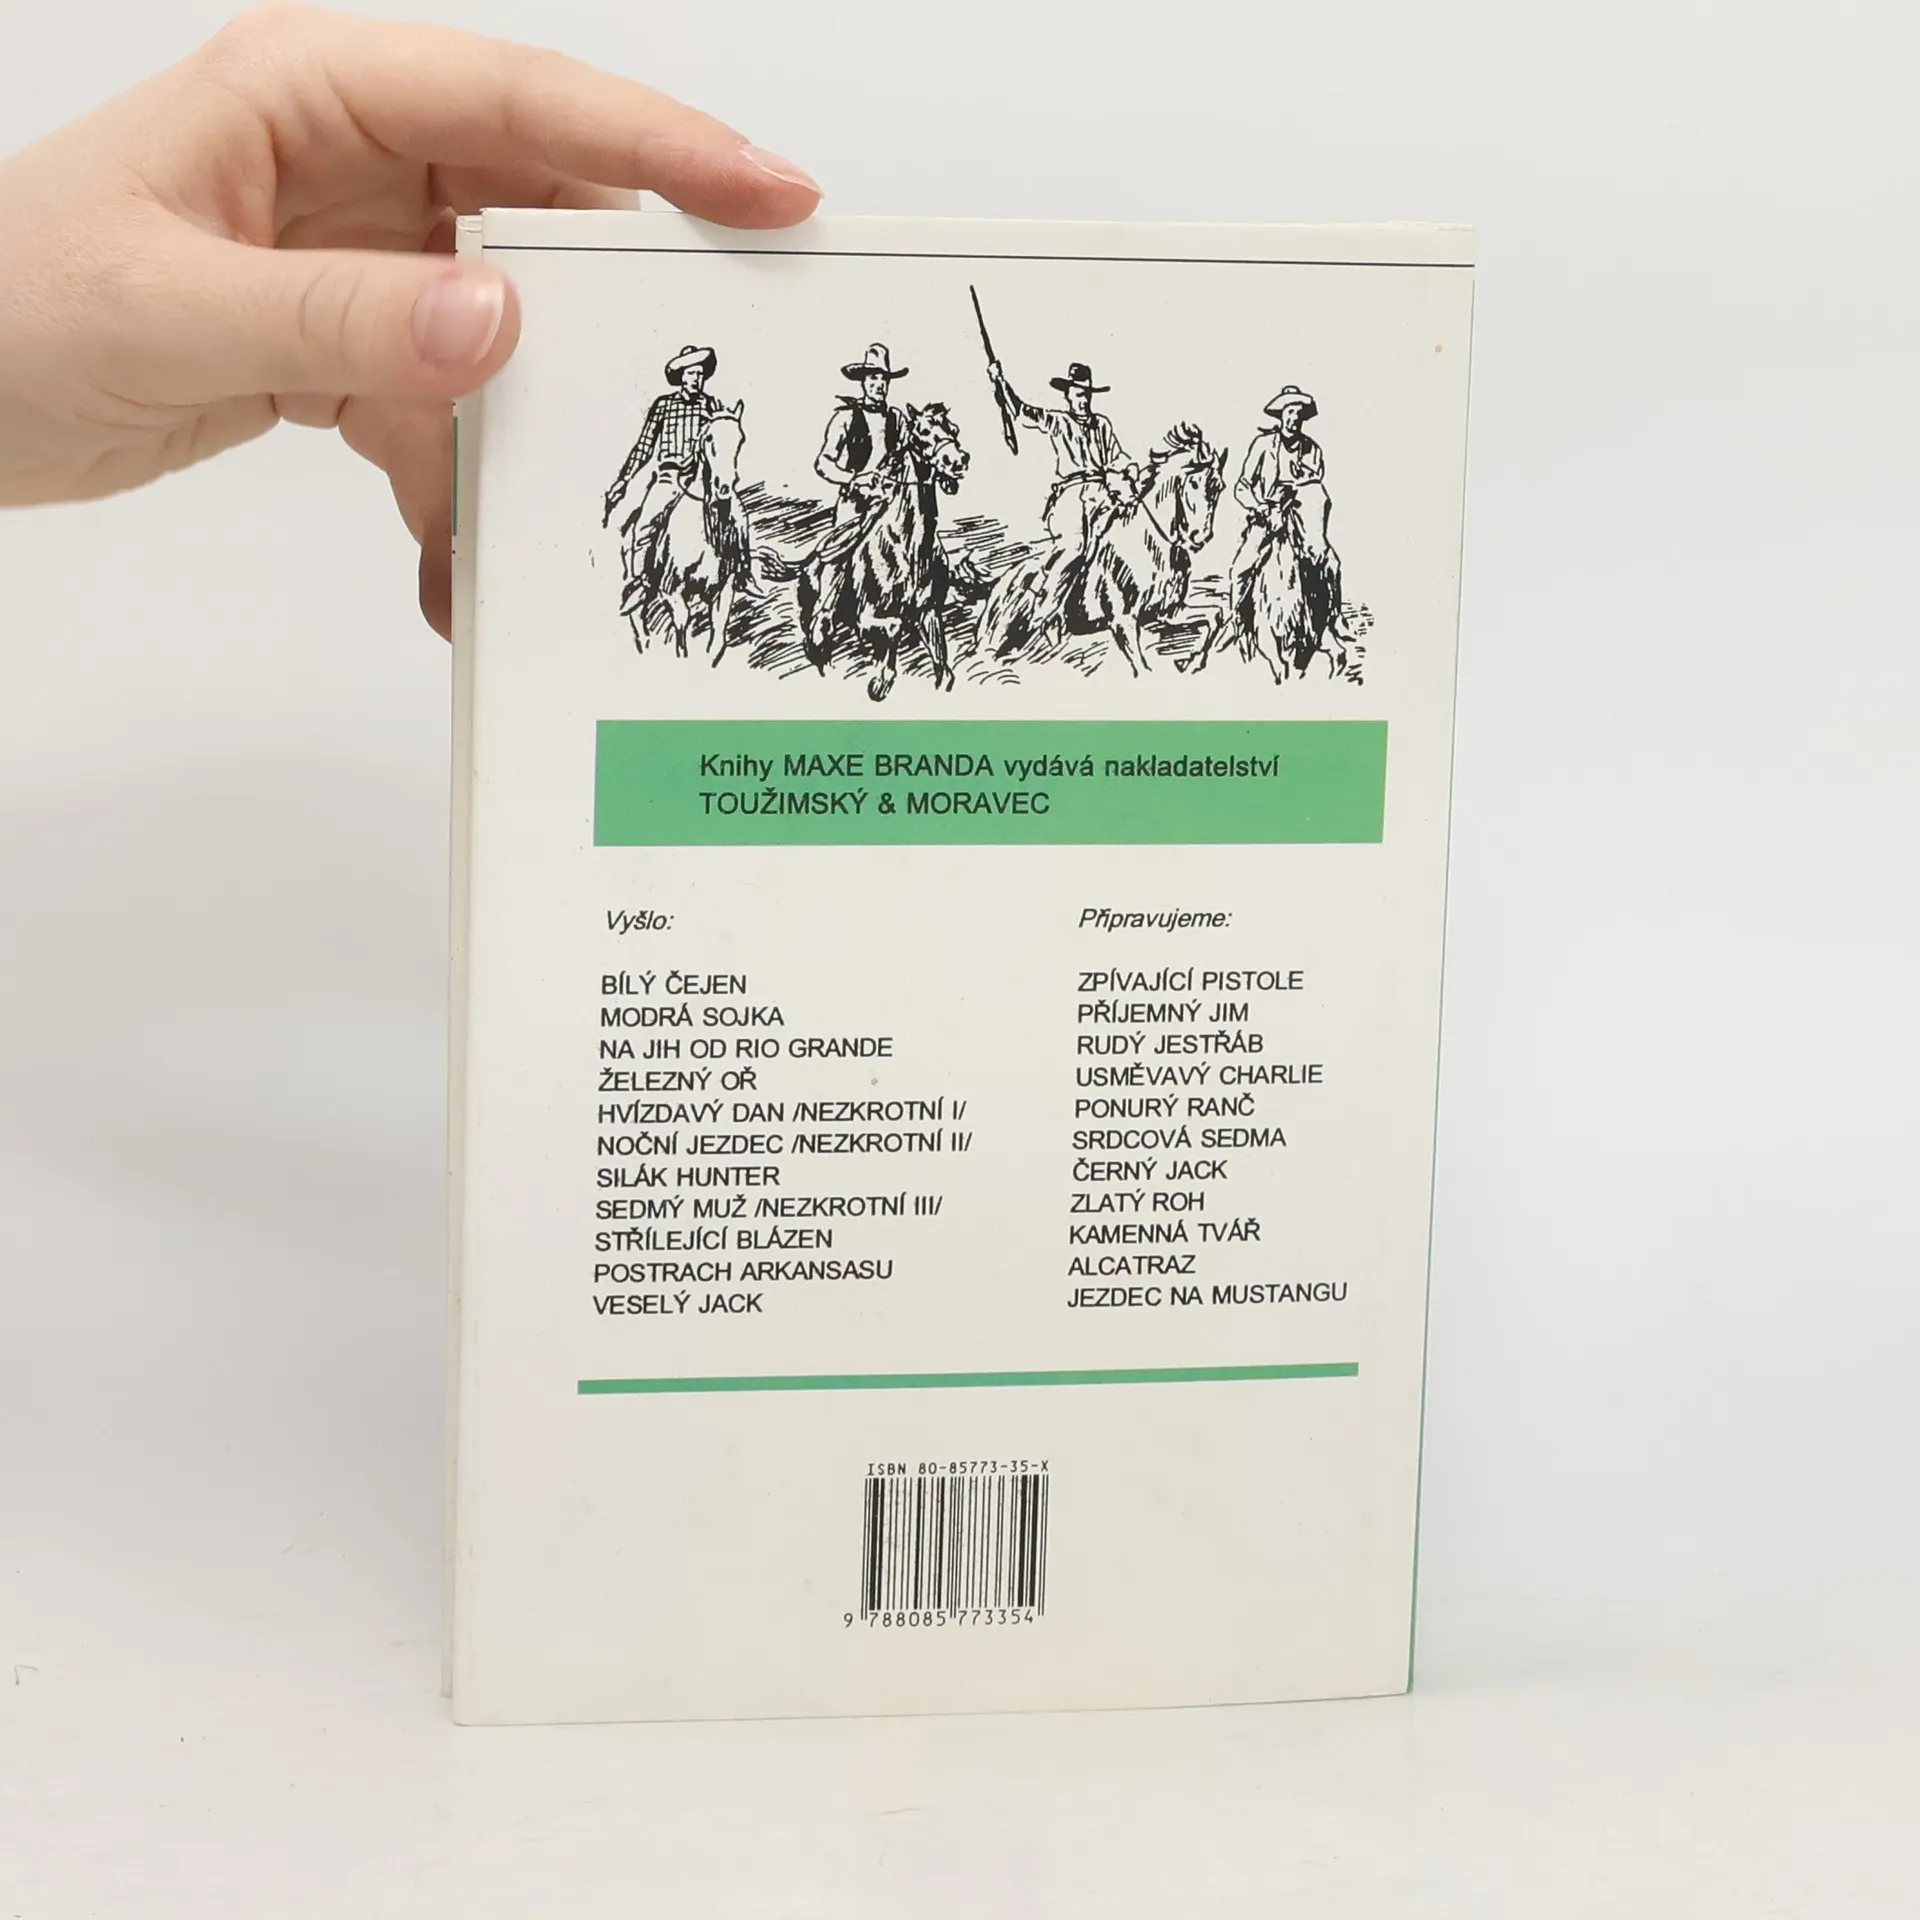 Knihy MAXE BRANDA vydává nakladatelství
TOUŽIMSKÝ & MORAVEC
Vyšlo:
BÍLÝ ČEJEN
MODRÁ SOJKA
NA JIH OD RIO GRANDE
ŽELEZNÝ OŘ
HVÍZDAVÝ DAN /NEZKROTNÍ I/
NOČNÍ JEZDEC /NEZKROTNÍ II/
SILÁK HUNTER
SEDMÝ MUŽ /NEZKROTNÍ III/
STŘÍLEJÍCÍ BLÁZEN
POSTRACH ARKANSASU
VESELÝ JACK
Připravujeme:
ZPÍVAJÍCÍ PISTOLE
PŘÍJEMNÝ JIM
RUDÝ JESTŘÁB
USMĚVAVÝ CHARLIE
PONURÝ RANČ
SRDCOVÁ SEDMA
ČERNÝ JACK
ZLATÝ ROH
KAMENNÁ TVÁŘ
ALCATRAZ
JEZDEC NA MUSTANGU
ISBN 80-85773-35-X
9 788085 773354